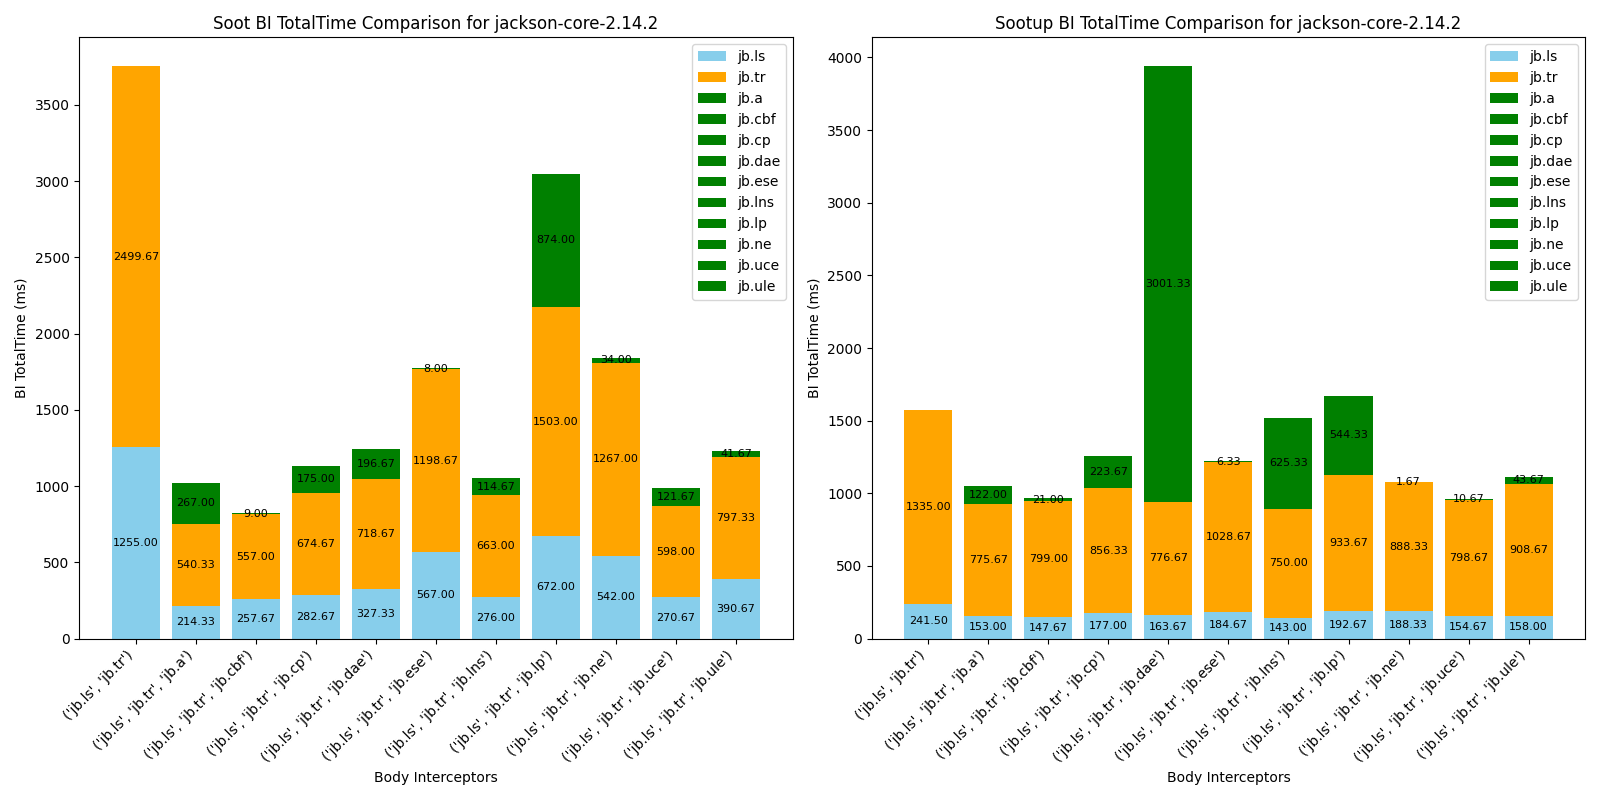 Soot BI TotalTime Comparison for jackson-core-2.14.2
BI TotalTime (ms)
3500
3000
2500
2000
1500
1000
500
0
jb.ls
jb.tr
jb.a
jb.cbf
jb.cp
jb.dae
jb.ese
jb.lns
jb.lp
jb.ne
jb.uce
jb.ule
2499.67
1255.00
267.00
540.33
214.33
9.00
557.00
257.67
175.00
674.67
282.67
196.67
718.67
327.33
8.00
1198.67
567.00
114.67
663.00
276.00
874.00
1503.00
672.00
34.00
1267.00
542.00
121.67
598.00
270.67
41.67
797.33
390.67
('jb.ls', 'jb.tr')
('jb.ls', 'jb.tr', 'jb.a')
('jb.ls', 'jb.tr', 'jb.cbf')
('jb.ls', 'jb.tr', 'jb.cp')
('jb.ls', 'jb.tr', 'jb.dae')
('jb.ls', 'jb.tr', 'jb.ese')
('jb.ls', 'jb.tr', 'jb.lns')
('jb.ls', 'jb.tr', 'jb.lp')
('jb.ls', 'jb.tr', 'jb.ne')
('jb.ls', 'jb.tr', 'jb.uce')
('jb.ls', 'jb.tr', 'jb.ule')
Body Interceptors
Sootup BI TotalTime Comparison for jackson-core-2.14.2
BI TotalTime (ms)
4000
3500
3000
2500
2000
1500
1000
500
0
jb.ls
jb.tr
jb.a
jb.cbf
jb.cp
jb.dae
jb.ese
jb.lns
jb.lp
jb.ne
jb.uce
jb.ule
1335.00
241.50
122.00
775.67
153.00
21.00
799.00
147.67
223.67
856.33
177.00
3001.33
776.67
163.67
6.33
1028.67
184.67
625.33
750.00
143.00
544.33
933.67
192.67
1.67
888.33
188.33
10.67
798.67
154.67
43.67
908.67
158.00
('jb.ls', 'jb.tr')
('jb.ls', 'jb.tr', 'jb.a')
('jb.ls', 'jb.tr', 'jb.cbf')
('jb.ls', 'jb.tr', 'jb.cp')
('jb.ls', 'jb.tr', 'jb.dae')
('jb.ls', 'jb.tr', 'jb.ese')
('jb.ls', 'jb.tr', 'jb.lns')
('jb.ls', 'jb.tr', 'jb.lp')
('jb.ls', 'jb.tr', 'jb.ne')
('jb.ls', 'jb.tr', 'jb.uce')
('jb.ls', 'jb.tr', 'jb.ule')
Body Interceptors